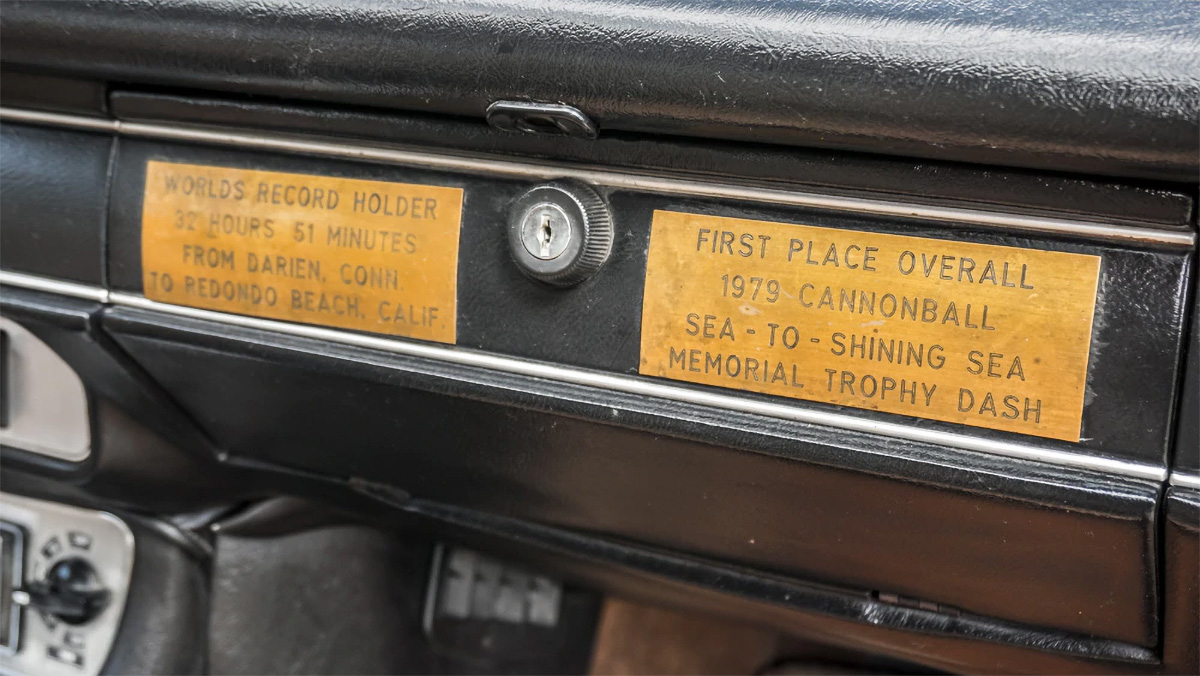 WORLDS RECORD HOLDER
32 HOURS 51 MINUTES
FROM DARIEN, CONN.
TO REDONDO BEACH, CALIF
FIRST PLACE OVERALL
1979 CANNONBALL
SEA-TO-SHINING SEA
MEMORIAL TROPHY DASH